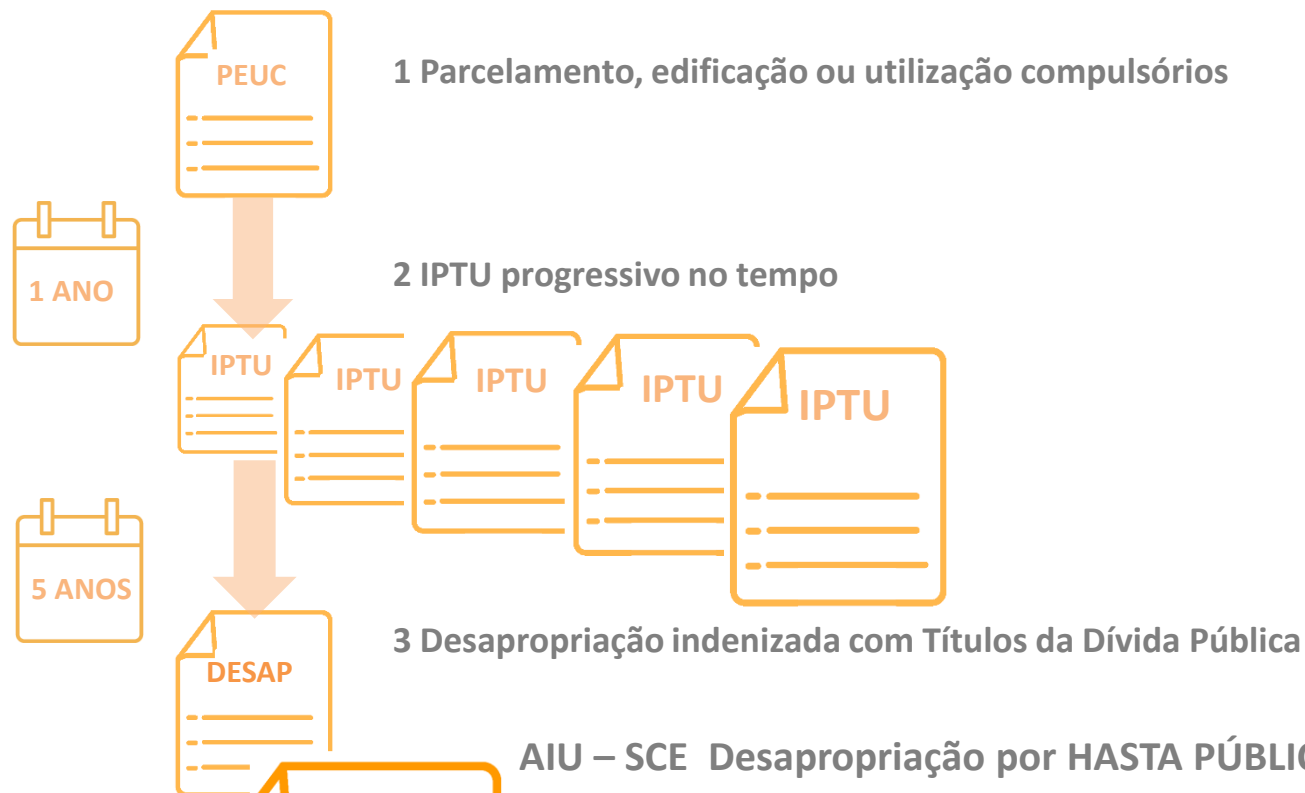 PEUC
1 Parcelamento, edificação ou utilização compulsórios
1 ANO
2 IPTU progressivo no tempo
IPTU
IPTU
IPTU
IPTU
IPTU
5 ANOS
3 Desapropriação indenizada com Títulos da Dívida Pública
DESAP
AIU – SCE Desapropriação por HASTA PÚBLIC